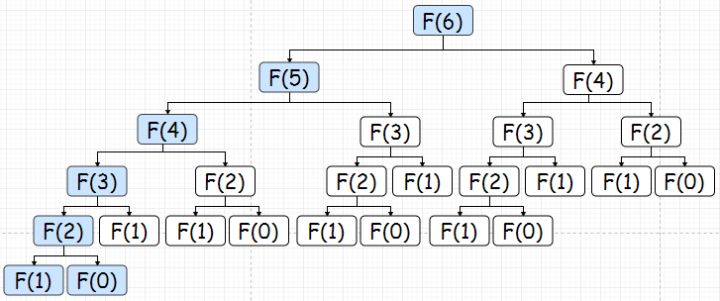 F(6)
F(5) F(4)
F(4) F(3) F(3) F(2)
F(3) F(2) F(2) F(1) F(2) F(1) F(1) F(0)
F(2) F(1) F(1) F(0) F(1) F(0) F(1) F(0)
F(1) F(0)